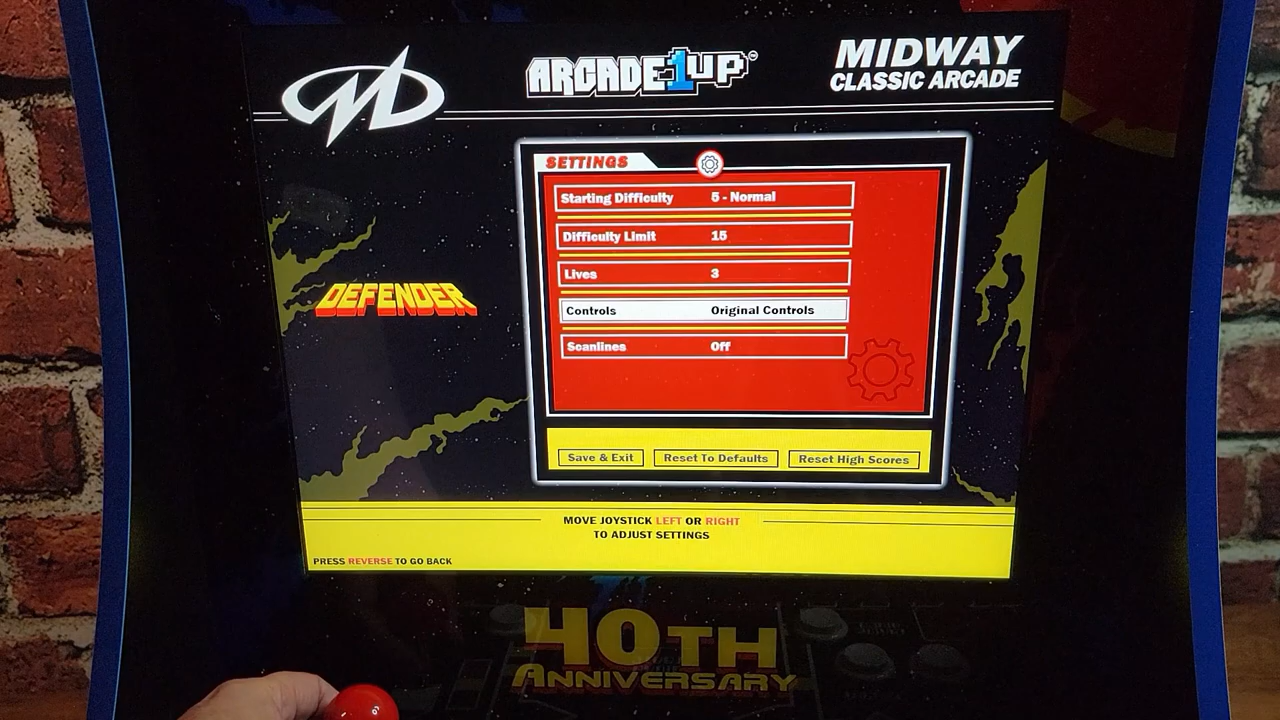 ARCADE1UP
MIDWAY
CLASSIC ARCADE
SETTINGS
Starting Difficulty 5 - Normal
Difficulty Limit 15
Lives 3
Controls Original Controls
Scanlines Off
DEFENDER
Save & Exit Reset To Defaults Reset High Scores
MOVE JOYSTICK LEFT OR RIGHT
TO ADJUST SETTINGS
PRESS REVERSE TO GO BACK
40TH
ANNIVERSARY